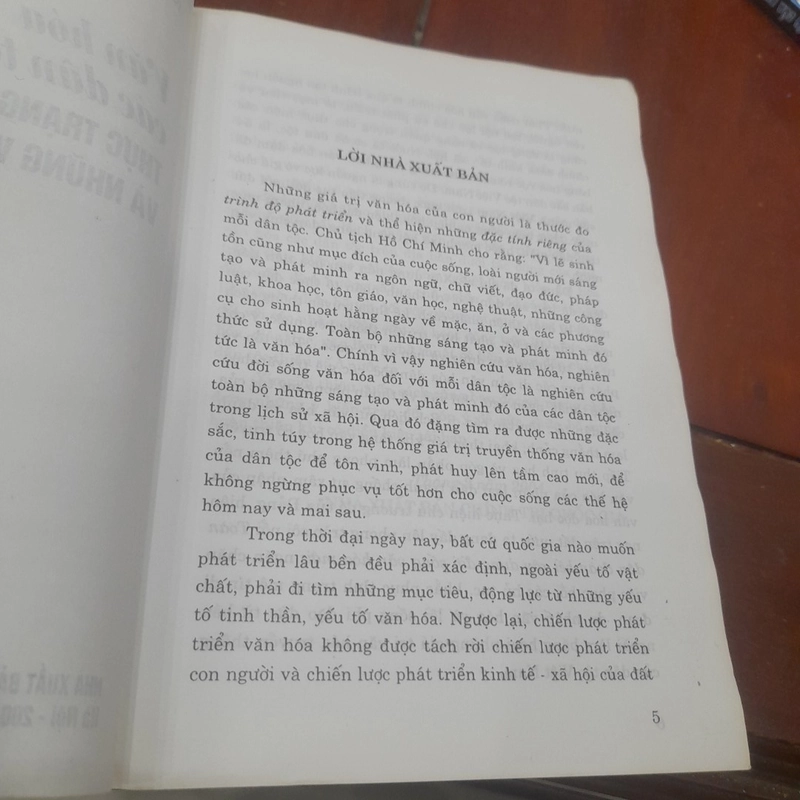 LỜI NHÀ XUẤT BẢN
Những giá trị văn hóa của con người là thước đo
trình độ phát triển và thể hiện những đặc tính riêng của
mỗi dân tộc. Chủ tịch Hồ Chí Minh cho rằng: "Vì lẽ sinh
tồn cũng như mục đích của cuộc sống, loài người mới sáng
tạo và phát minh ra ngôn ngữ, chữ viết, đạo đức, pháp
luật, khoa học, tôn giáo, văn học, nghệ thuật, những công
cụ cho sinh hoạt hằng ngày về mặc, ăn, ở và các phương
thức sử dụng. Toàn bộ những sáng tạo và phát minh đó
tức là văn hóa". Chính vì vậy nghiên cứu văn hóa, nghiên
cứu đời sống văn hóa đối với mỗi dân tộc là nghiên cứu
toàn bộ những sáng tạo và phát minh đó của các dân tộc
trong lịch sử xã hội. Qua đó đặng tìm ra được những đặc
sắc, tinh túy trong hệ thống giá trị truyền thống văn hóa
của dân tộc để tôn vinh, phát huy lên tầm cao mới, để
không ngừng phục vụ tốt hơn cho cuộc sống các thế hệ
hôm nay và mai sau.
Trong thời đại ngày nay, bất cứ quốc gia nào muốn
phát triển lâu bền đều phải xác định, ngoài yếu tố vật
chất, phải đi tìm những mục tiêu, động lực từ những yếu
tố tinh thần, yếu tố văn hóa. Ngược lại, chiến lược phát
triển văn hóa không được tách rời chiến lược phát triển
con người và chiến lược phát triển kinh tế - xã hội của đất
5